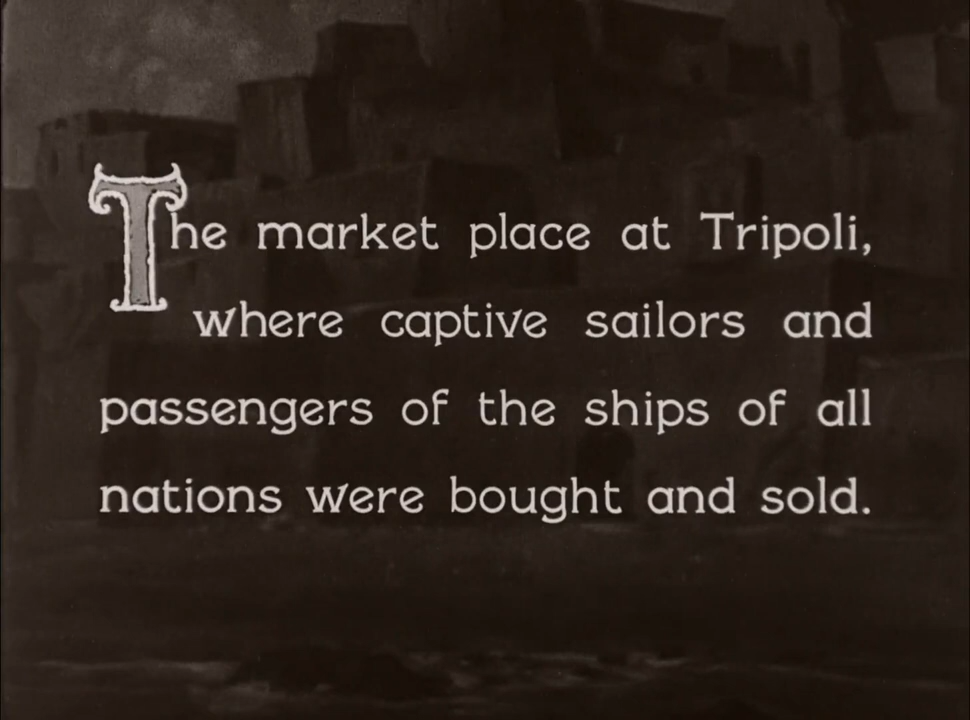 The market place at Tripoli,
where captive sailors and
passengers of the ships of all
nations were bought and sold.